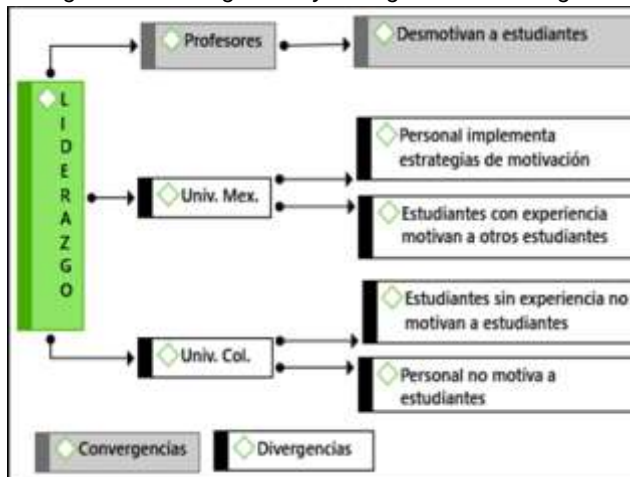 Profesores
Desmotivan a estudiantes
LIDERAZGO
Personal implementa
estrategias de motivación
Univ. Mex.
Estudiantes con experiencia
motivan a otros estudiantes
Estudiantes sin experiencia no
motivan a estudiantes
Univ. Col.
Personal no motiva a
estudiantes
Convergencias
Divergencias